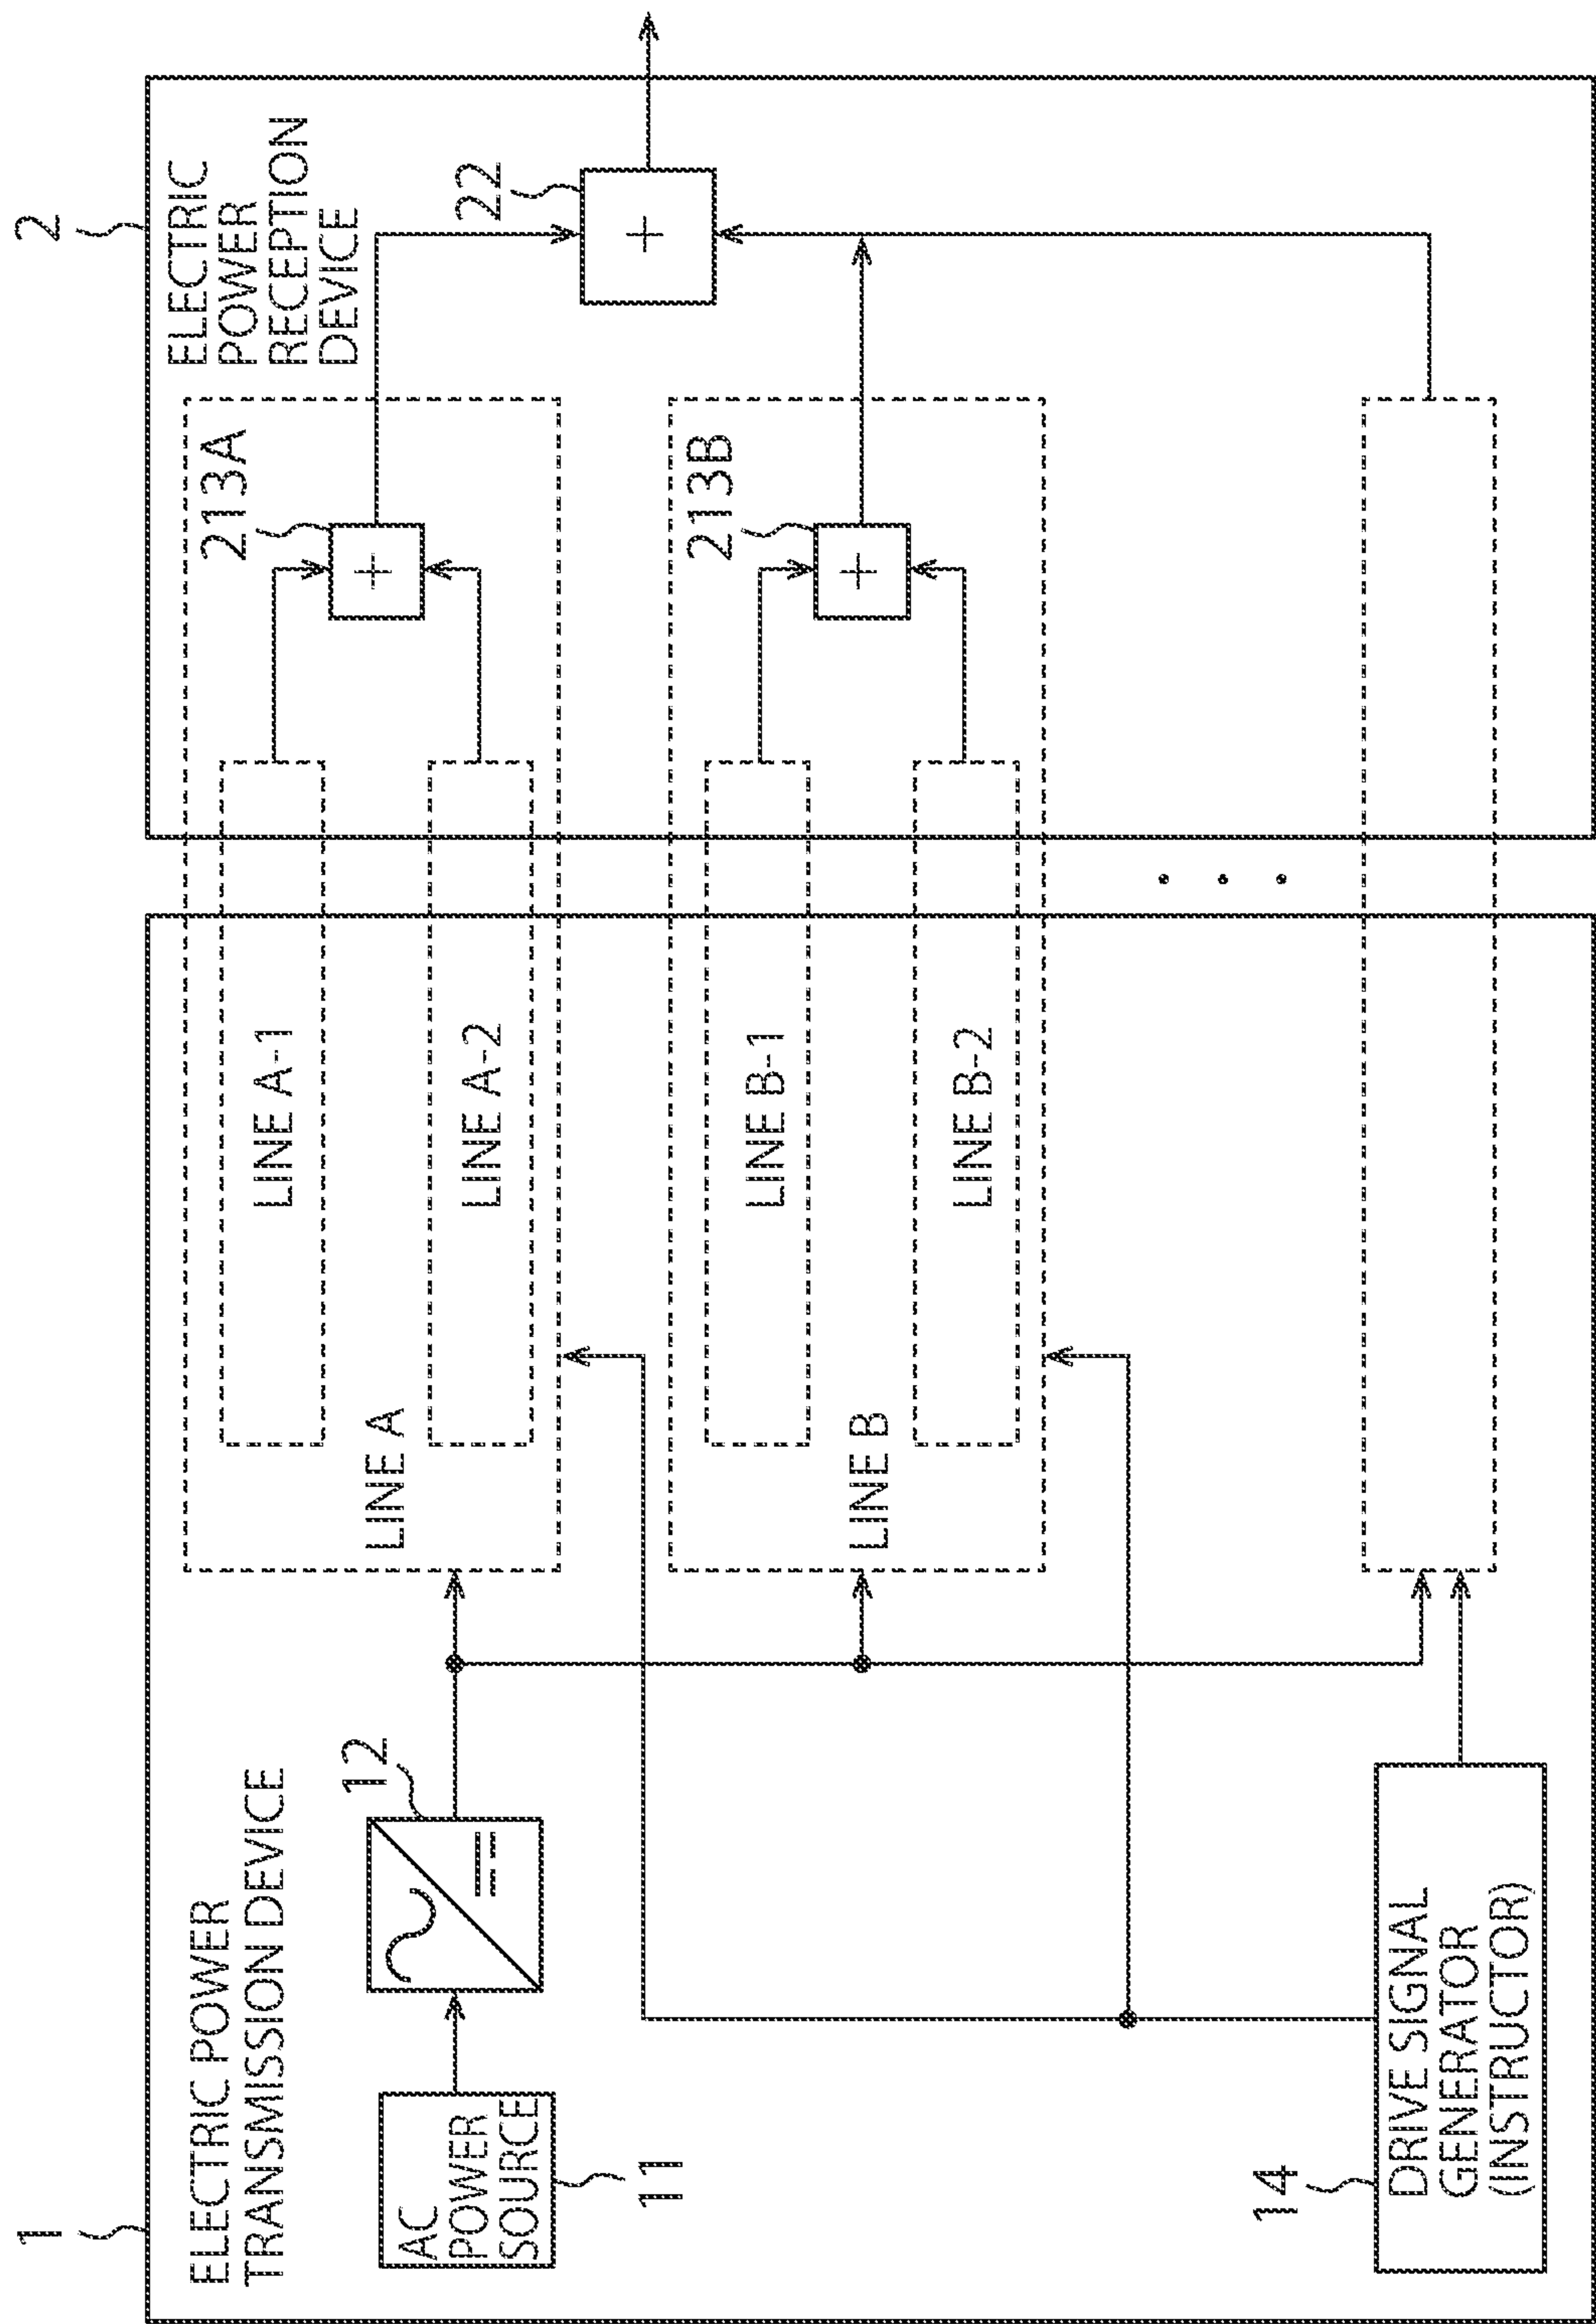 1
ELECTRIC POWER
TRANSMISSION DEVICE
AC
POWER
SOURCE
11
12
LINE A
LINE A-1
LINE A-2
LINE B
LINE B-1
LINE B-2
14
DRIVE SIGNAL
GENERATOR
(INSTRUCTOR)
2
ELECTRIC
POWER
RECEPTION
DEVICE
213A
+
213B
+
22
+